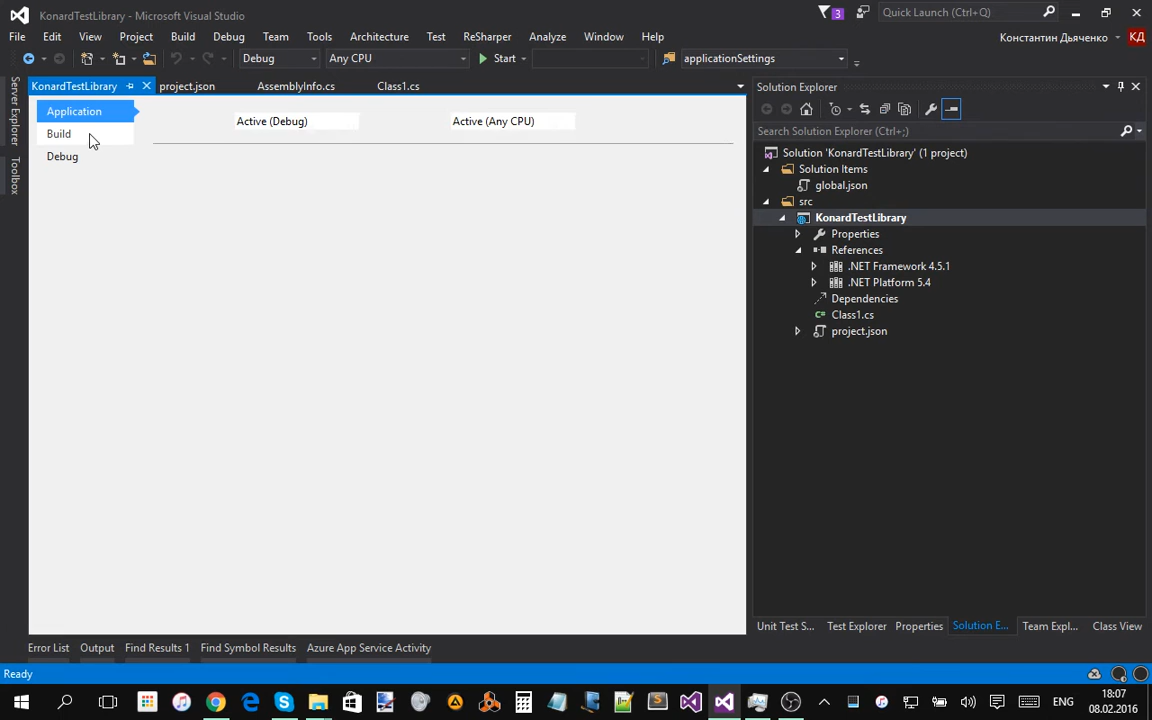 KonardTestLibrary - Microsoft Visual Studio
3
Quick Launch (Ctrl+;)
File Edit View Project Build Debug Team Tools Architecture Test ReSharper Analyze Window Help
Константин Дьяченко КД
Debug Any CPU Start applicationSettings
Server Explorer
Toolbox
KonardTestLibrary project.json AssemblyInfo.cs Class1.cs
Application
Build
Debug
Active (Debug) Active (Any CPU)
Solution Explorer
Search Solution Explorer (Ctrl+;)
Solution 'KonardTestLibrary' (1 project)
Solution Items
global.json
src
KonardTestLibrary
Properties
References
.NET Framework 4.5.1
.NET Platform 5.4
Dependencies
Class1.cs
project.json
Unit Test S... Test Explorer Properties Solution E... Team Expl... Class View
Error List Output Find Results 1 Find Symbol Results Azure App Service Activity
Ready
ENG
18:07
08.02.2016